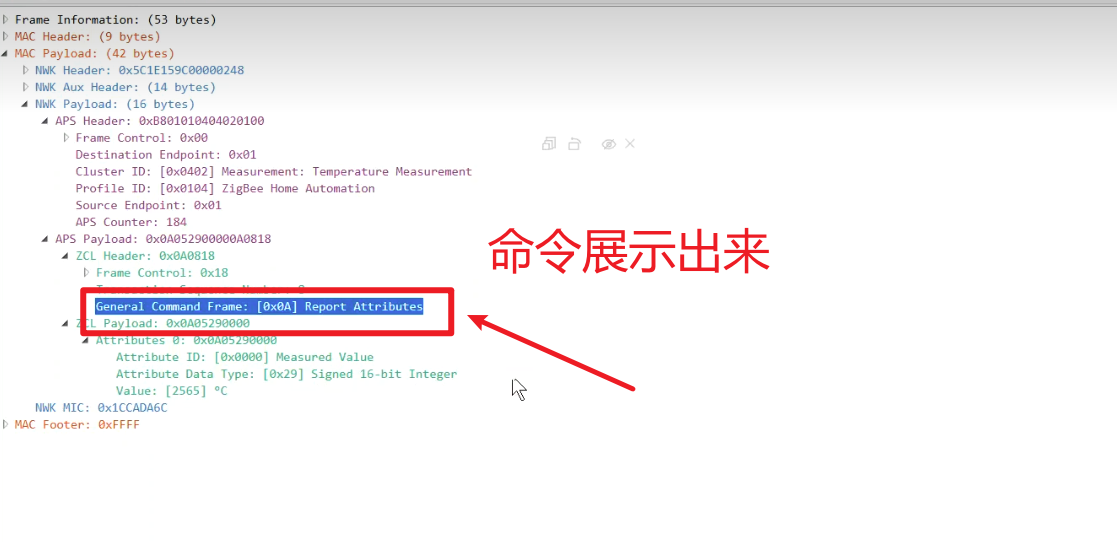 Frame Information: (53 bytes)
MAC Header: (9 bytes)
MAC Payload: (42 bytes)
NWK Header: 0x5C1E159C00000248
NWK Aux Header: (14 bytes)
NWK Payload: (16 bytes)
APS Header: 0xB801010404020100
Frame Control: 0x00
Destination Endpoint: 0x01
Cluster ID: [0x0402] Measurement: Temperature Measurement
Profile ID: [0x0104] ZigBee Home Automation
Source Endpoint: 0x01
APS Counter: 184
APS Payload: 0x0A052900000A0818
命令展示出来
ZCL Header: 0x0A0818
Frame Control: 0x18
General Command Frame: [0x0A] Report Attributes
ZCL Payload: 0x0A05290000
Attributes 0: 0x0A05290000
Attribute ID: [0x0000] Measured Value
Attribute Data Type: [0x29] Signed 16-bit Integer
Value: [2565] °C
NWK MIC: 0x1CCADA6C
MAC Footer: 0xFFFF